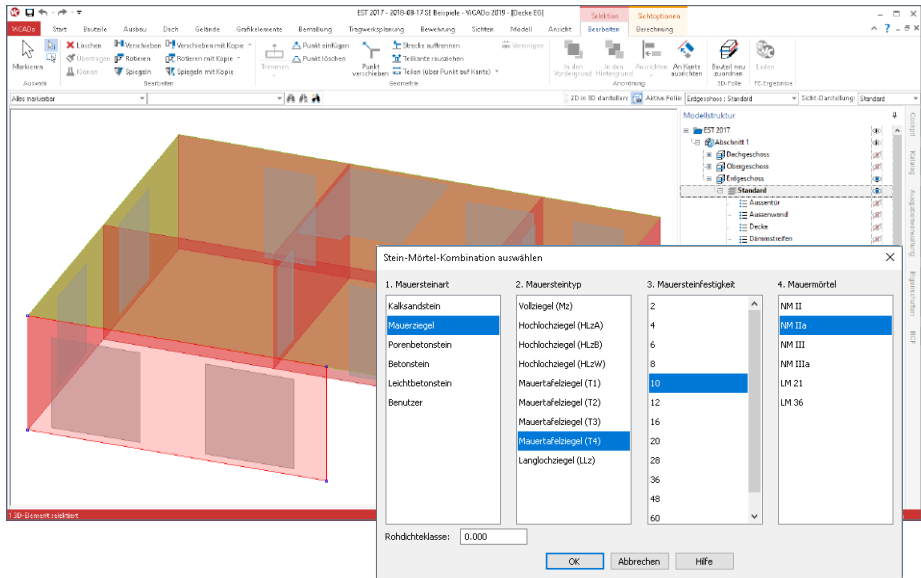 EST 2017 - 2018-08-17 SE Beispiele - ViCADo 2019 - [Decke EG]
Selektion Sichtoptionen
ViCADo Start Bauteile Ausbau Dach Gelände Grafikelemente Bemaßung Tragwerksplanung Bewehrung Sichten Modell Ansicht Bearbeiten Berechnung
Markieren
Löschen Verschieben Verschieben mit Kopie
Übertragen Rotieren Rotieren mit Kopie
Klonen Spiegeln Spiegeln mit Kopie
Trennen
Punkt einfügen
Punkt löschen
Punkt verschieben
Strecke auftrennen
Teilkante rausziehen
Teilen (über Punkt auf Kante)
Vereinigen
In den Vordergrund
In den Hintergrund
Ausrichten
An Kante ausrichten
Bauteil neu zuordnen
Laden
Auswahl Bearbeiten Geometrie Anordnung 3D-Folie FE-Ergebnisse
Alles markierbar
2D in 3D darstellen: Aktive Folie: Erdgeschoss : Standard Sicht-Darstellung: Standard
Modellstruktur
EST 2017
Abschnitt 1
Dachgeschoss
Obergeschoss
Erdgeschoss
Standard
Aussentür
Aussenwand
Decke
Dämmstreifen
Cockpit
Katalog
Ausgabeverwaltung
Eigenschaften
BCF
Stein-Mörtel-Kombination auswählen
1. Mauersteinart
Kalksandstein
Mauerziegel
Porenbetonstein
Betonstein
Leichtbetonstein
Benutzer
2. Mauersteintyp
Vollziegel (Mz)
Hochlochziegel (HLzA)
Hochlochziegel (HLzB)
Hochlochziegel (HLzW)
Mauertafelziegel (T1)
Mauertafelziegel (T2)
Mauertafelziegel (T3)
Mauertafelziegel (T4)
Langlochziegel (LLz)
3. Mauersteinfestigkeit
2
4
6
8
10
12
16
20
28
36
48
60
4. Mauermörtel
NM II
NM IIa
NM III
NM IIIa
LM 21
LM 36
Rohdichteklasse: 0.000
OK Abbrechen Hilfe
1 3D-Element selektiert